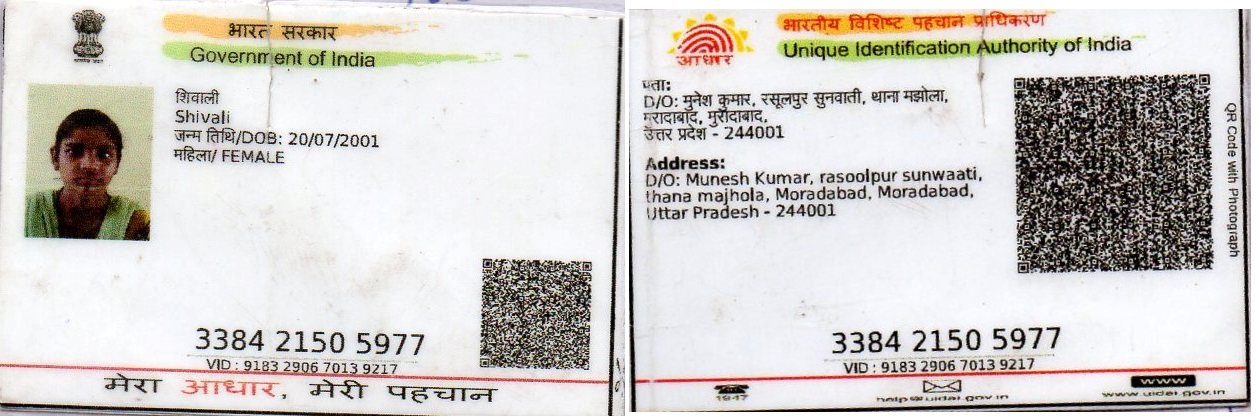 भारत सरकार
Government of India
शिवाली
Shivali
जन्म तिथि/DOB: 20/07/2001
महिला/ FEMALE
3384 2150 5977
VID : 9183 2906 7013 9217
मेरा आधार, मेरी पहचान
भारतीय विशिष्ट पहचान प्राधिकरण
Unique Identification Authority of India
आधार
पता:
D/O: मुनेश कुमार, रसूलपुर सुनवाती, थाना मझोला,
मुरादाबाद, मुरादाबाद,
उत्तर प्रदेश - 244001
Address:
D/O: Munesh Kumar, rasoolpur sunwaati,
thana majhola, Moradabad, Moradabad,
Uttar Pradesh - 244001
QR Code with Photograph
3384 2150 5977
VID : 9183 2906 7013 9217
1947
help@uidai.gov.in
www
www.uidai.gov.in